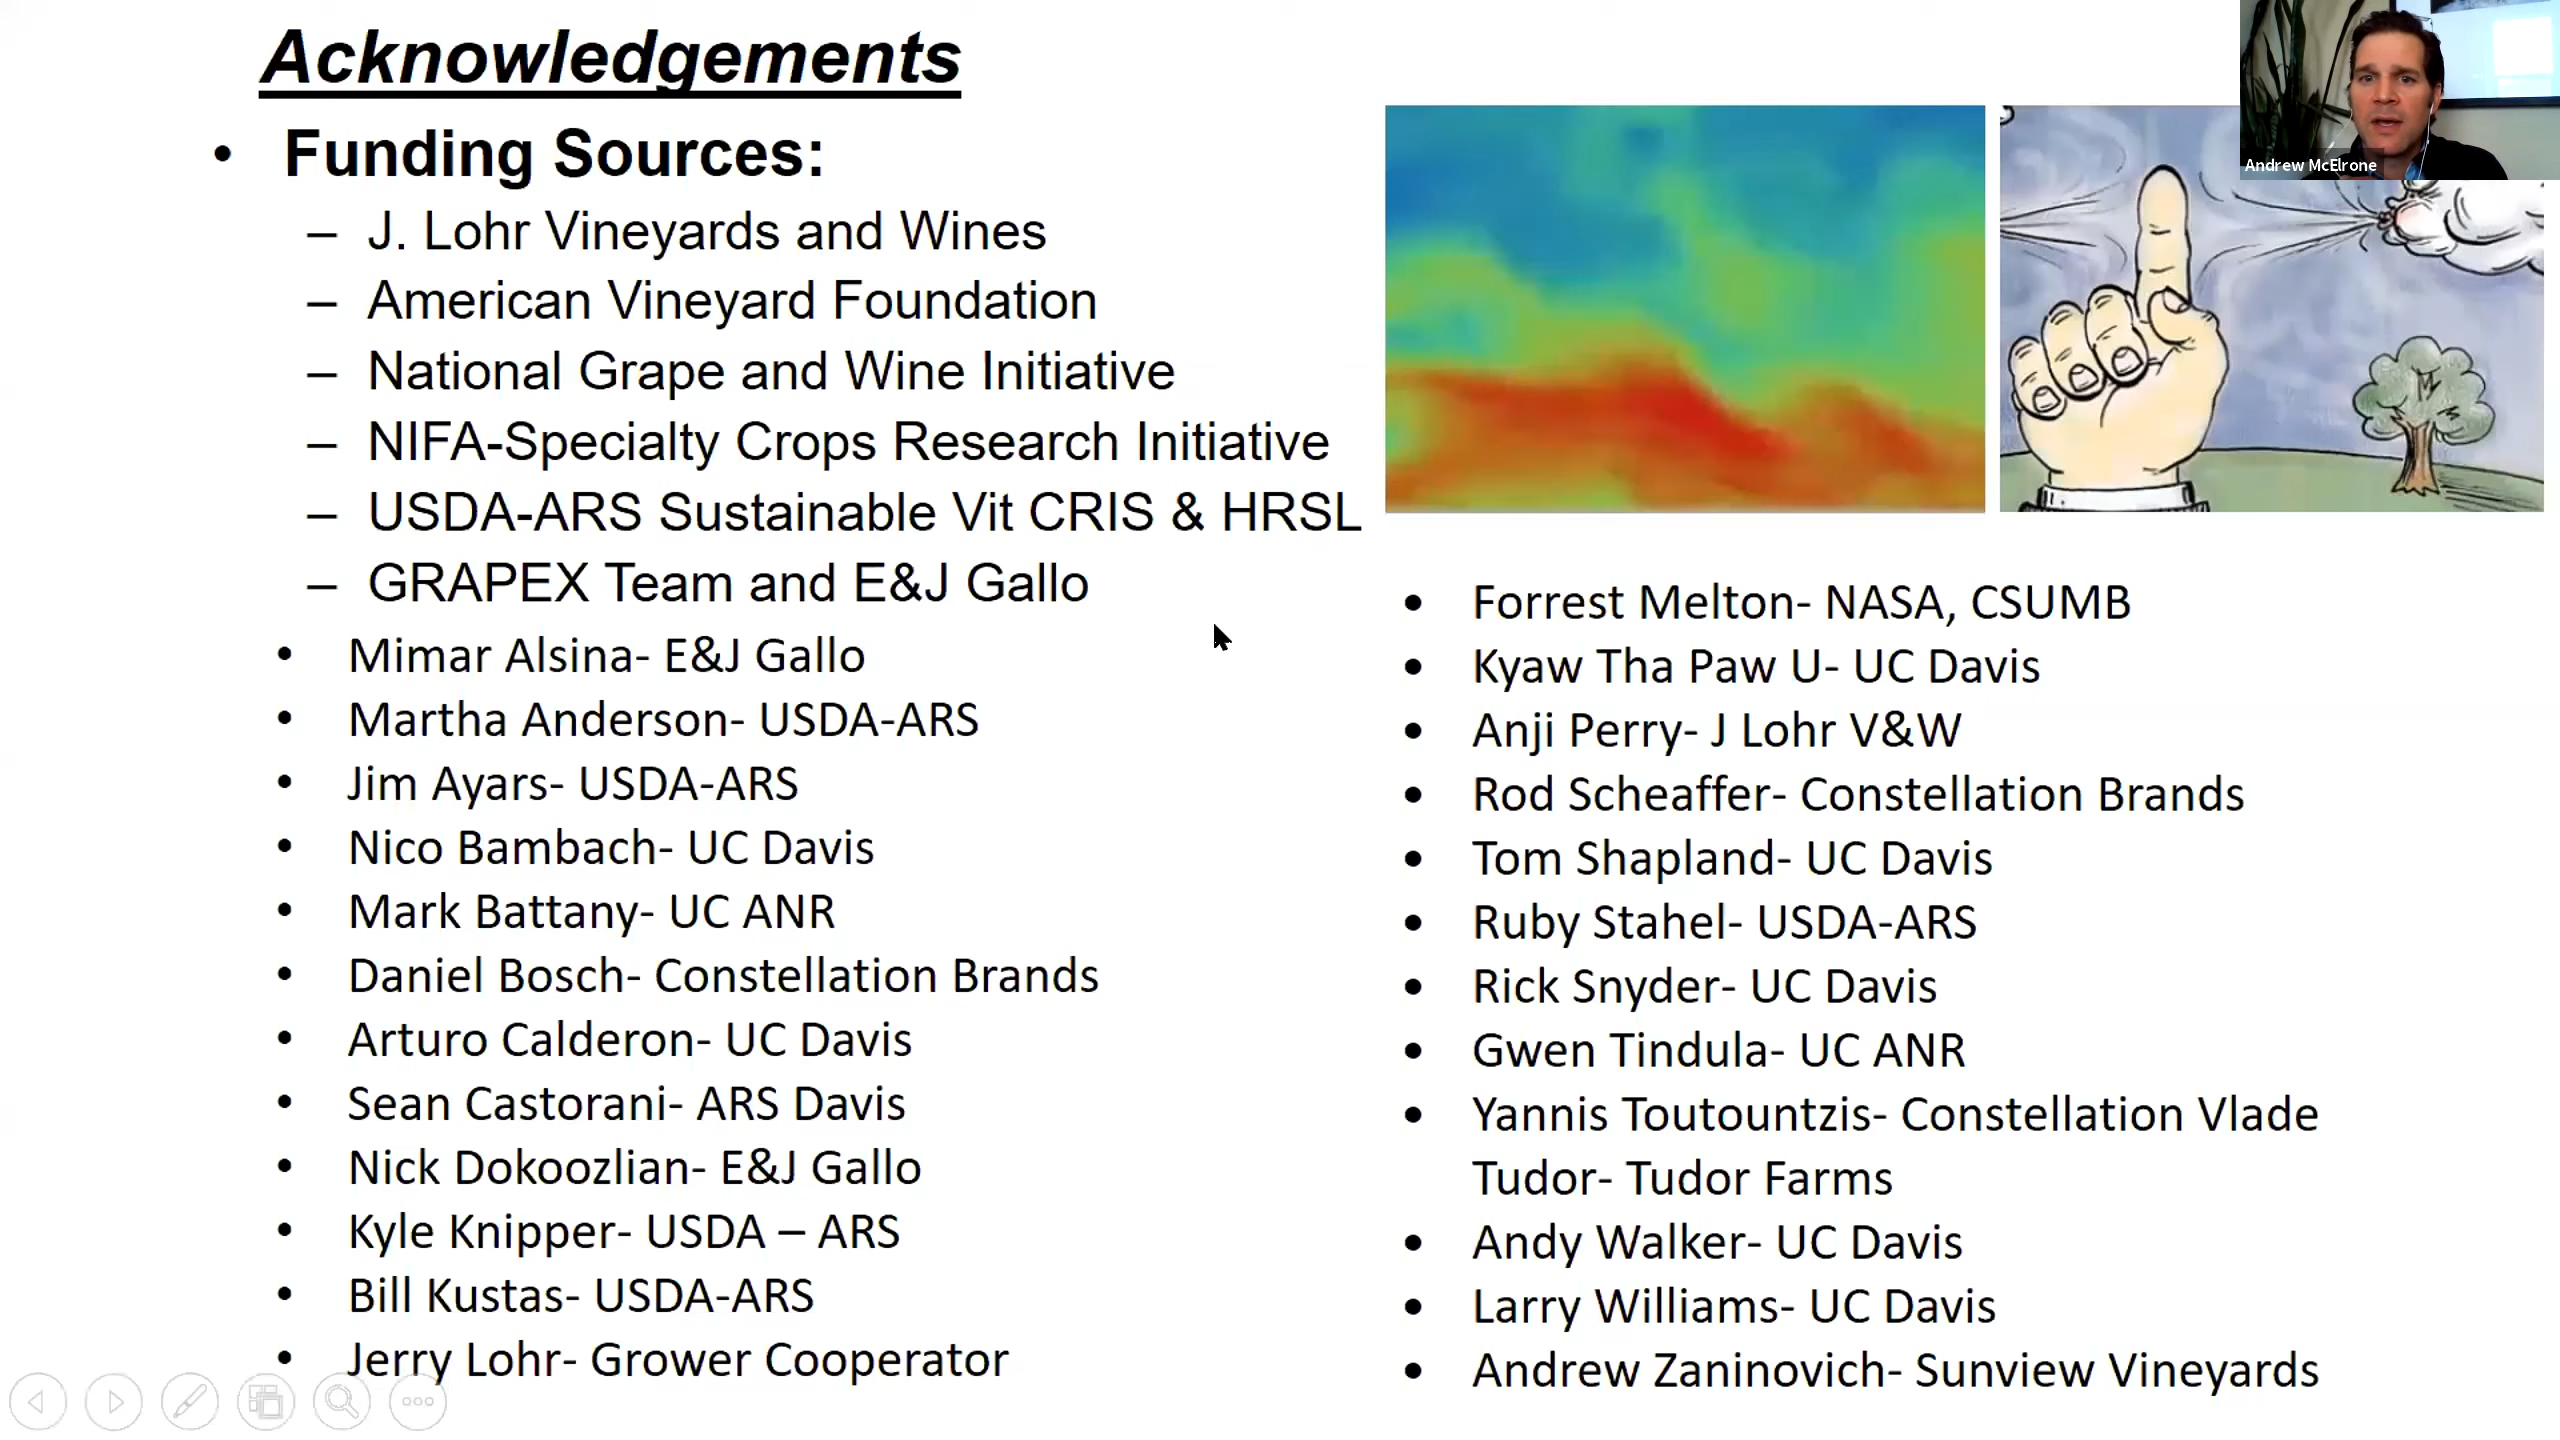 Acknowledgements
• Funding Sources:
– J. Lohr Vineyards and Wines
– American Vineyard Foundation
– National Grape and Wine Initiative
– NIFA-Specialty Crops Research Initiative
– USDA-ARS Sustainable Vit CRIS & HRSL
– GRAPEX Team and E&J Gallo
• Mimar Alsina- E&J Gallo
• Martha Anderson- USDA-ARS
• Jim Ayars- USDA-ARS
• Nico Bambach- UC Davis
• Mark Battany- UC ANR
• Daniel Bosch- Constellation Brands
• Arturo Calderon- UC Davis
• Sean Castorani- ARS Davis
• Nick Dokoozlian- E&J Gallo
• Kyle Knipper- USDA – ARS
• Bill Kustas- USDA-ARS
• Jerry Lohr- Grower Cooperator
Andrew McElrone
• Forrest Melton- NASA, CSUMB
• Kyaw Tha Paw U- UC Davis
• Anji Perry- J Lohr V&W
• Rod Scheaffer- Constellation Brands
• Tom Shapland- UC Davis
• Ruby Stahel- USDA-ARS
• Rick Snyder- UC Davis
• Gwen Tindula- UC ANR
• Yannis Toutountzis- Constellation Vlade
Tudor- Tudor Farms
• Andy Walker- UC Davis
• Larry Williams- UC Davis
• Andrew Zaninovich- Sunview Vineyards